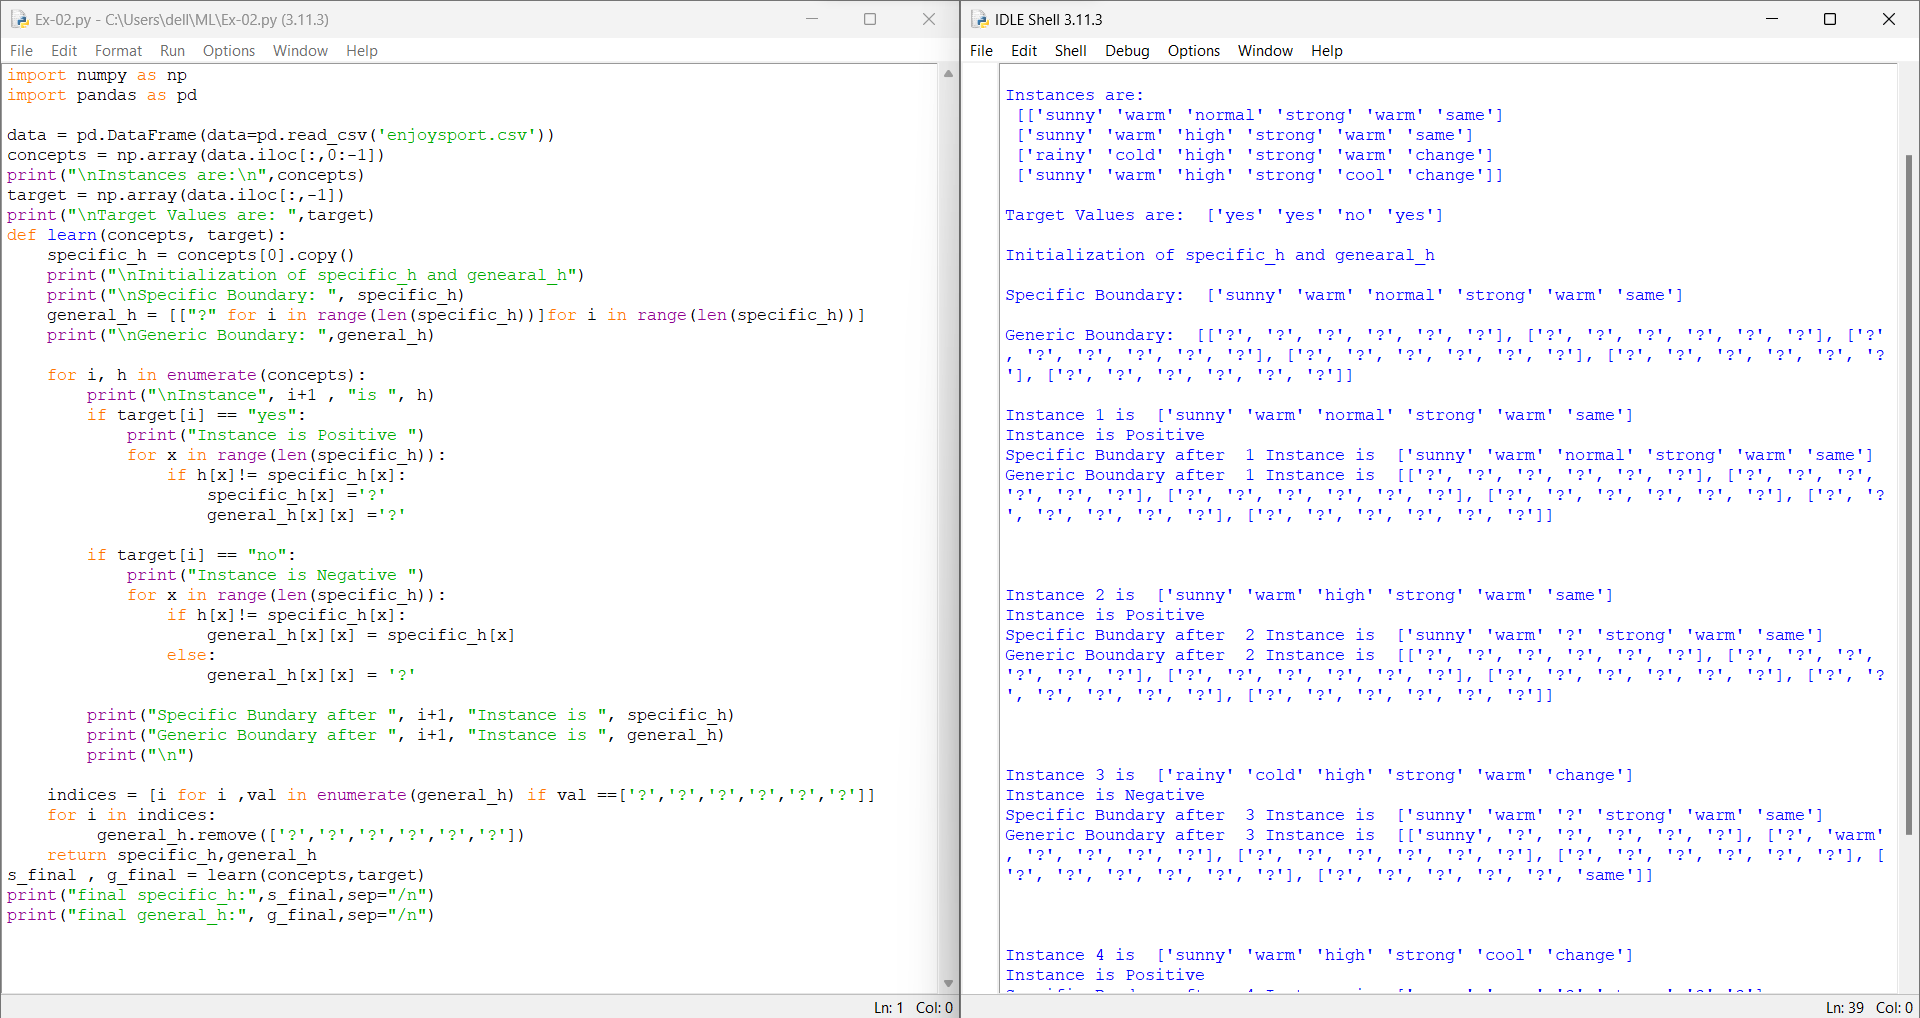 Ex-02.py - C:\Users\dell\ML\Ex-02.py (3.11.3)
File Edit Format Run Options Window Help
import numpy as np
import pandas as pd
data = pd.DataFrame(data=pd.read_csv('enjoysport.csv'))
concepts = np.array(data.iloc[:,0:-1])
print("\nInstances are:\n",concepts)
target = np.array(data.iloc[:,-1])
print("\nTarget Values are: ",target)
def learn(concepts, target):
    specific_h = concepts[0].copy()
    print("\nInitialization of specific_h and genearal_h")
    print("\nSpecific Boundary: ", specific_h)
    general_h = [["?" for i in range(len(specific_h))]for i in range(len(specific_h))]
    print("\nGeneric Boundary: ",general_h)
    for i, h in enumerate(concepts):
        print("\nInstance", i+1 , "is ", h)
        if target[i] == "yes":
            print("Instance is Positive ")
            for x in range(len(specific_h)):
                if h[x]!= specific_h[x]:
                    specific_h[x] ='?'
                    general_h[x][x] ='?'
        if target[i] == "no":
            print("Instance is Negative ")
            for x in range(len(specific_h)):
                if h[x]!= specific_h[x]:
                    general_h[x][x] = specific_h[x]
                else:
                    general_h[x][x] = '?'
        print("Specific Bundary after ", i+1, "Instance is ", specific_h)
        print("Generic Boundary after ", i+1, "Instance is ", general_h)
        print("\n")
    indices = [i for i ,val in enumerate(general_h) if val ==['?','?','?','?','?','?']]
    for i in indices:
         general_h.remove(['?','?','?','?','?','?'])
    return specific_h,general_h
s_final , g_final = learn(concepts,target)
print("final specific_h:",s_final,sep="/n")
print("final general_h:", g_final,sep="/n")
Ln: 1 Col: 0
IDLE Shell 3.11.3
File Edit Shell Debug Options Window Help
Instances are:
 [['sunny' 'warm' 'normal' 'strong' 'warm' 'same']
 ['sunny' 'warm' 'high' 'strong' 'warm' 'same']
 ['rainy' 'cold' 'high' 'strong' 'warm' 'change']
 ['sunny' 'warm' 'high' 'strong' 'cool' 'change']]
Target Values are:  ['yes' 'yes' 'no' 'yes']
Initialization of specific_h and genearal_h
Specific Boundary:  ['sunny' 'warm' 'normal' 'strong' 'warm' 'same']
Generic Boundary:  [['?', '?', '?', '?', '?', '?'], ['?', '?', '?', '?', '?', '?'], ['?'
, '?', '?', '?', '?', '?'], ['?', '?', '?', '?', '?', '?'], ['?', '?', '?', '?', '?', '?
'], ['?', '?', '?', '?', '?', '?']]
Instance 1 is  ['sunny' 'warm' 'normal' 'strong' 'warm' 'same']
Instance is Positive
Specific Bundary after  1 Instance is  ['sunny' 'warm' 'normal' 'strong' 'warm' 'same']
Generic Boundary after  1 Instance is  [['?', '?', '?', '?', '?', '?'], ['?', '?', '?',
'?', '?', '?'], ['?', '?', '?', '?', '?', '?'], ['?', '?', '?', '?', '?', '?'], ['?', '?
', '?', '?', '?', '?'], ['?', '?', '?', '?', '?', '?']]
Instance 2 is  ['sunny' 'warm' 'high' 'strong' 'warm' 'same']
Instance is Positive
Specific Bundary after  2 Instance is  ['sunny' 'warm' '?' 'strong' 'warm' 'same']
Generic Boundary after  2 Instance is  [['?', '?', '?', '?', '?', '?'], ['?', '?', '?',
'?', '?', '?'], ['?', '?', '?', '?', '?', '?'], ['?', '?', '?', '?', '?', '?'], ['?', '?
', '?', '?', '?', '?'], ['?', '?', '?', '?', '?', '?']]
Instance 3 is  ['rainy' 'cold' 'high' 'strong' 'warm' 'change']
Instance is Negative
Specific Bundary after  3 Instance is  ['sunny' 'warm' '?' 'strong' 'warm' 'same']
Generic Boundary after  3 Instance is  [['sunny', '?', '?', '?', '?', '?'], ['?', 'warm'
, '?', '?', '?', '?'], ['?', '?', '?', '?', '?', '?'], ['?', '?', '?', '?', '?', '?'], [
'?', '?', '?', '?', '?', '?'], ['?', '?', '?', '?', '?', 'same']]
Instance 4 is  ['sunny' 'warm' 'high' 'strong' 'cool' 'change']
Instance is Positive
Ln: 39 Col: 0